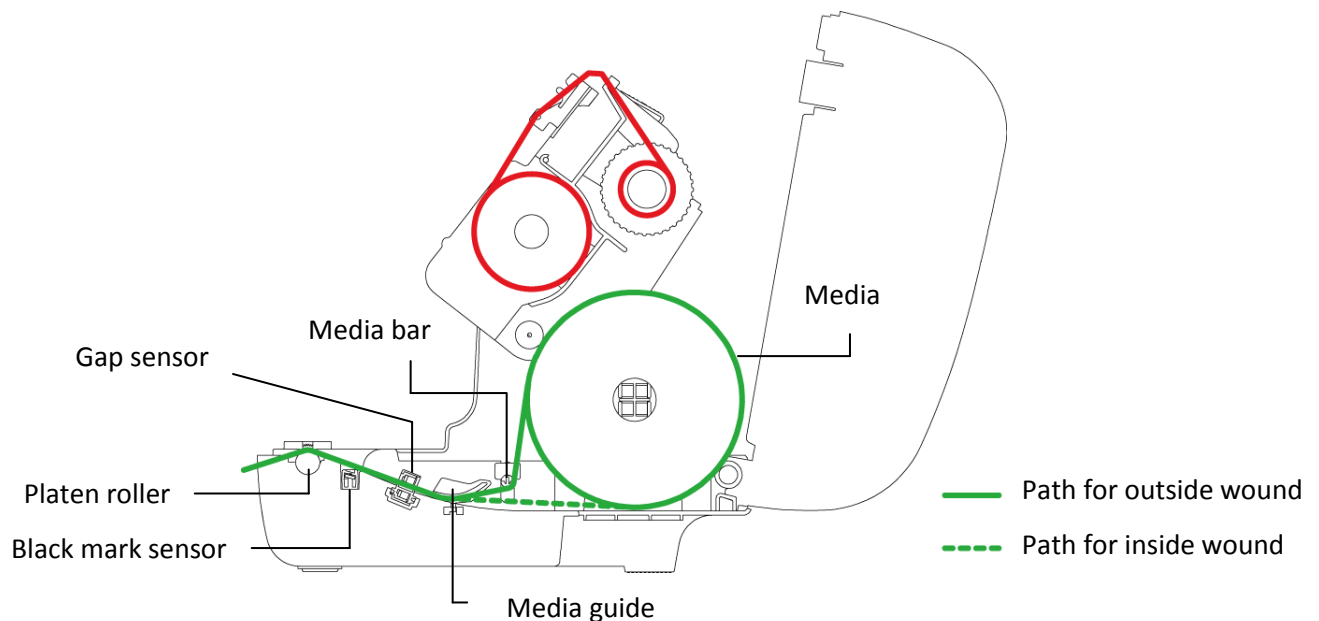 Media
Media bar
Gap sensor
Platen roller
Path for outside wound
Black mark sensor
Path for inside wound
Media guide